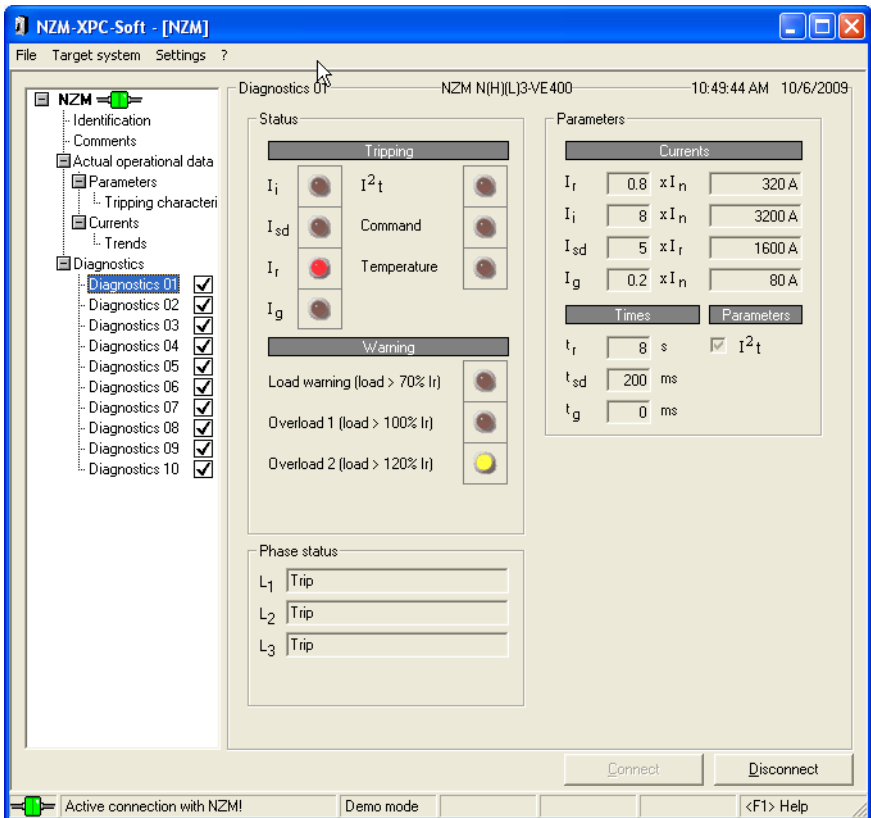 NZM-XPC-Soft - [NZM]
File Target system Settings ?
NZM
Identification
Comments
Actual operational data
Parameters
Tripping characteri
Currents
Trends
Diagnostics
Diagnostics 01
Diagnostics 02
Diagnostics 03
Diagnostics 04
Diagnostics 05
Diagnostics 06
Diagnostics 07
Diagnostics 08
Diagnostics 09
Diagnostics 10
Diagnostics 01 NZM N(H)(L)3-VE400 10:49:44 AM 10/6/2009
Status
Tripping
Ii I²t
Isd Command
Ir Temperature
Ig
Warning
Load warning (load > 70% Ir)
Overload 1 (load > 100% Ir)
Overload 2 (load > 120% Ir)
Phase status
L1 Trip
L2 Trip
L3 Trip
Parameters
Currents
Ir 0.8 xIn 320 A
Ii 8 xIn 3200 A
Isd 5 xIr 1600 A
Ig 0.2 xIn 80 A
Times Parameters
tr 8 s I²t
tsd 200 ms
tg 0 ms
Connect Disconnect
Active connection with NZM! Demo mode <F1> Help